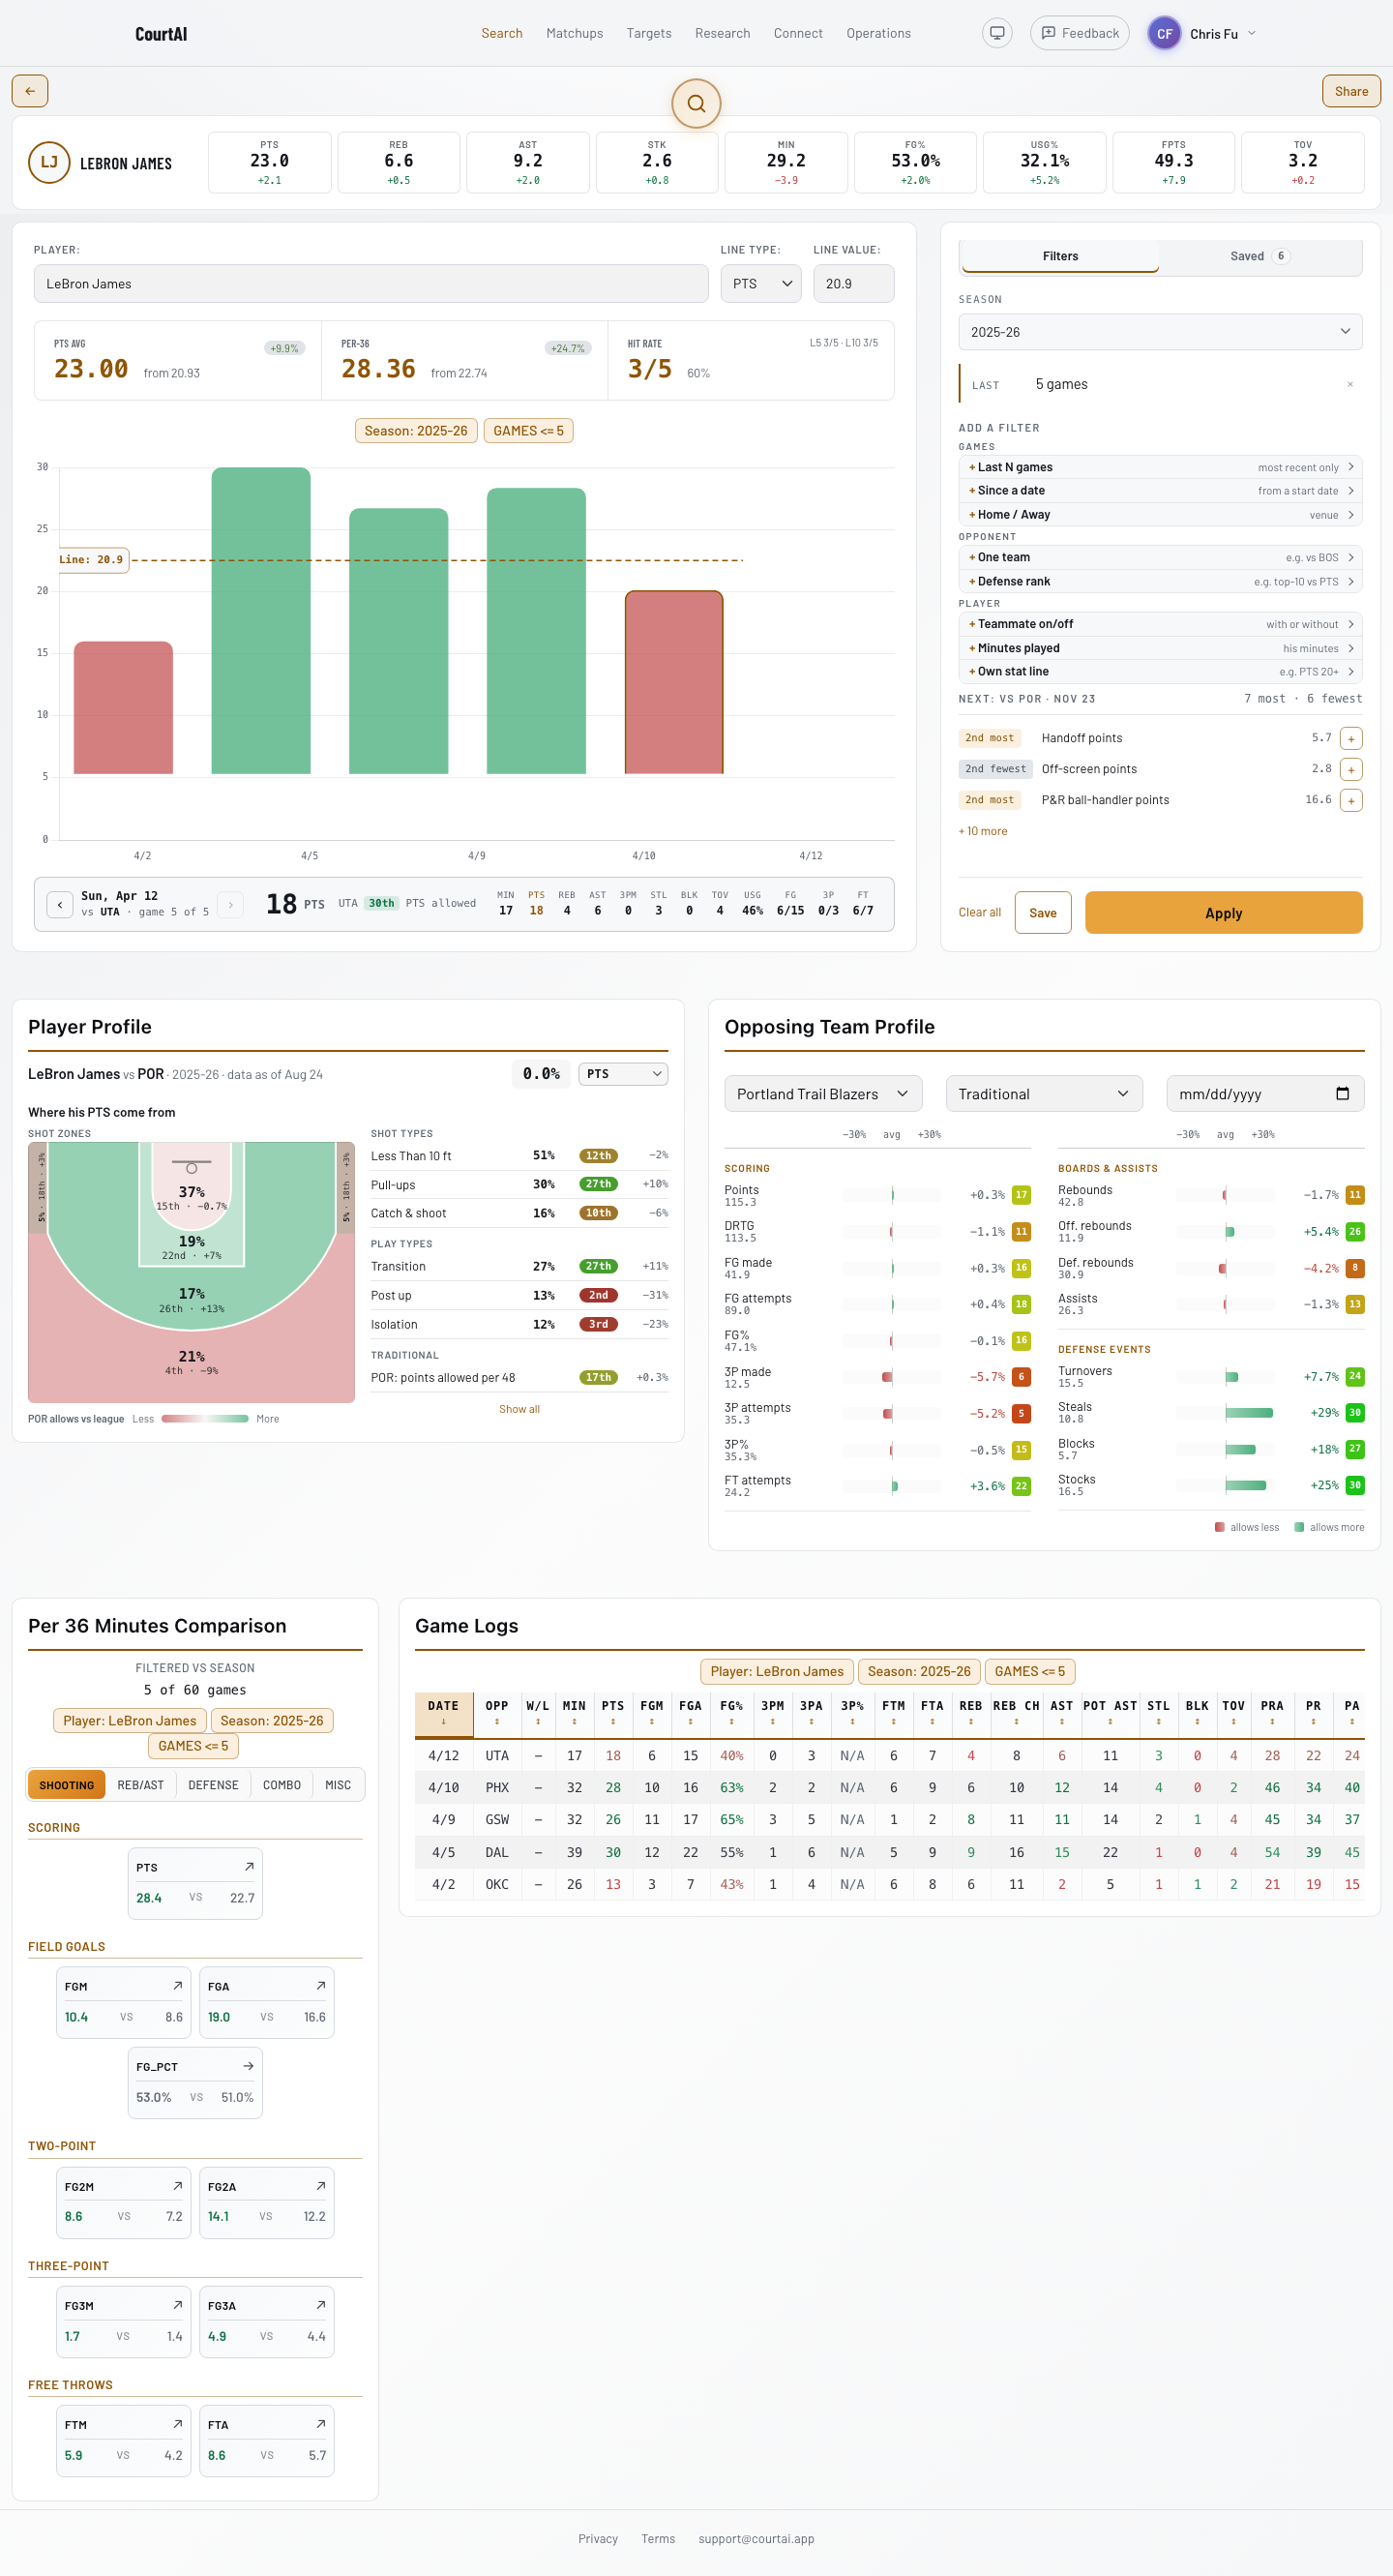 CourtAI
Search Matchups Targets Research Connect Operations
Feedback
CF Chris Fu
←
Share
LJ LEBRON JAMES
PTS REB AST STK MIN FG% USG% FPTS TOV
23.0 6.6 9.2 2.6 29.2 53.0% 32.1% 49.3 3.2
+2.1 +0.5 +2.0 +0.8 −3.9 +2.0% +5.2% +7.9 +0.2
PLAYER: LINE TYPE: LINE VALUE:
LeBron James PTS 20.9
PTS AVG +9.9% PER-36 +24.7% HIT RATE L5 3/5 · L10 3/5
23.00 from 20.93 28.36 from 22.74 3/5 60%
Season: 2025-26 GAMES <= 5
30
25
Line: 20.9
20
15
10
5
0
4/2 4/5 4/9 4/10 4/12
‹ Sun, Apr 12 ›
vs UTA · game 5 of 5
18 PTS UTA 30th PTS allowed
MIN PTS REB AST 3PM STL BLK TOV USG FG 3P FT
17 18 4 6 0 3 0 4 46% 6/15 0/3 6/7
Filters Saved 6
SEASON
2025-26
LAST 5 games ×
ADD A FILTER
GAMES
+ Last N games most recent only
+ Since a date from a start date
+ Home / Away venue
OPPONENT
+ One team e.g. vs BOS
+ Defense rank e.g. top-10 vs PTS
PLAYER
+ Teammate on/off with or without
+ Minutes played his minutes
+ Own stat line e.g. PTS 20+
NEXT: VS POR · NOV 23 7 most · 6 fewest
2nd most Handoff points 5.7 +
2nd fewest Off-screen points 2.8 +
2nd most P&R ball-handler points 16.6 +
+ 10 more
Clear all Save Apply
Player Profile
LeBron James vs POR · 2025-26 · data as of Aug 24 0.0% PTS
Where his PTS come from
SHOT ZONES
5% · 18th · +3%
37%
15th · −0.7%
5% · 18th · +3%
19%
22nd · +7%
17%
26th · +13%
21%
4th · −9%
POR allows vs league Less More
SHOT TYPES
Less Than 10 ft 51% 12th −2%
Pull-ups 30% 27th +10%
Catch & shoot 16% 10th −6%
PLAY TYPES
Transition 27% 27th +11%
Post up 13% 2nd −31%
Isolation 12% 3rd −23%
TRADITIONAL
POR: points allowed per 48 17th +0.3%
Show all
Opposing Team Profile
Portland Trail Blazers Traditional mm/dd/yyyy
−30% avg +30%
SCORING
Points +0.3% 17
115.3
DRTG −1.1% 11
113.5
FG made +0.3% 16
41.9
FG attempts +0.4% 18
89.0
FG% −0.1% 16
47.1%
3P made −5.7% 6
12.5
3P attempts −5.2% 5
35.3
3P% −0.5% 15
35.3%
FT attempts +3.6% 22
24.2
−30% avg +30%
BOARDS & ASSISTS
Rebounds −1.7% 11
42.8
Off. rebounds +5.4% 26
11.9
Def. rebounds −4.2% 8
30.9
Assists −1.3% 13
26.3
DEFENSE EVENTS
Turnovers +7.7% 24
15.5
Steals +29% 30
10.8
Blocks +18% 27
5.7
Stocks +25% 30
16.5
allows less allows more
Per 36 Minutes Comparison
FILTERED VS SEASON
5 of 60 games
Player: LeBron James Season: 2025-26
GAMES <= 5
SHOOTING REB/AST DEFENSE COMBO MISC
SCORING
PTS ↗
28.4 VS 22.7
FIELD GOALS
FGM ↗ FGA ↗
10.4 VS 8.6 19.0 VS 16.6
FG_PCT →
53.0% VS 51.0%
TWO-POINT
FG2M ↗ FG2A ↗
8.6 VS 7.2 14.1 VS 12.2
THREE-POINT
FG3M ↗ FG3A ↗
1.7 VS 1.4 4.9 VS 4.4
FREE THROWS
FTM ↗ FTA ↗
5.9 VS 4.2 8.6 VS 5.7
Game Logs
Player: LeBron James Season: 2025-26 GAMES <= 5
DATE OPP W/L MIN PTS FGM FGA FG% 3PM 3PA 3P% FTM FTA REB REB CH AST POT AST STL BLK TOV PRA PR PA
↓ ↕ ↕ ↕ ↕ ↕ ↕ ↕ ↕ ↕ ↕ ↕ ↕ ↕ ↕ ↕ ↕ ↕ ↕ ↕ ↕ ↕ ↕
4/12 UTA – 17 18 6 15 40% 0 3 N/A 6 7 4 8 6 11 3 0 4 28 22 24
4/10 PHX – 32 28 10 16 63% 2 2 N/A 6 9 6 10 12 14 4 0 2 46 34 40
4/9 GSW – 32 26 11 17 65% 3 5 N/A 1 2 8 11 11 14 2 1 4 45 34 37
4/5 DAL – 39 30 12 22 55% 1 6 N/A 5 9 9 16 15 22 1 0 4 54 39 45
4/2 OKC – 26 13 3 7 43% 1 4 N/A 6 8 6 11 2 5 1 1 2 21 19 15
Privacy Terms support@courtai.app